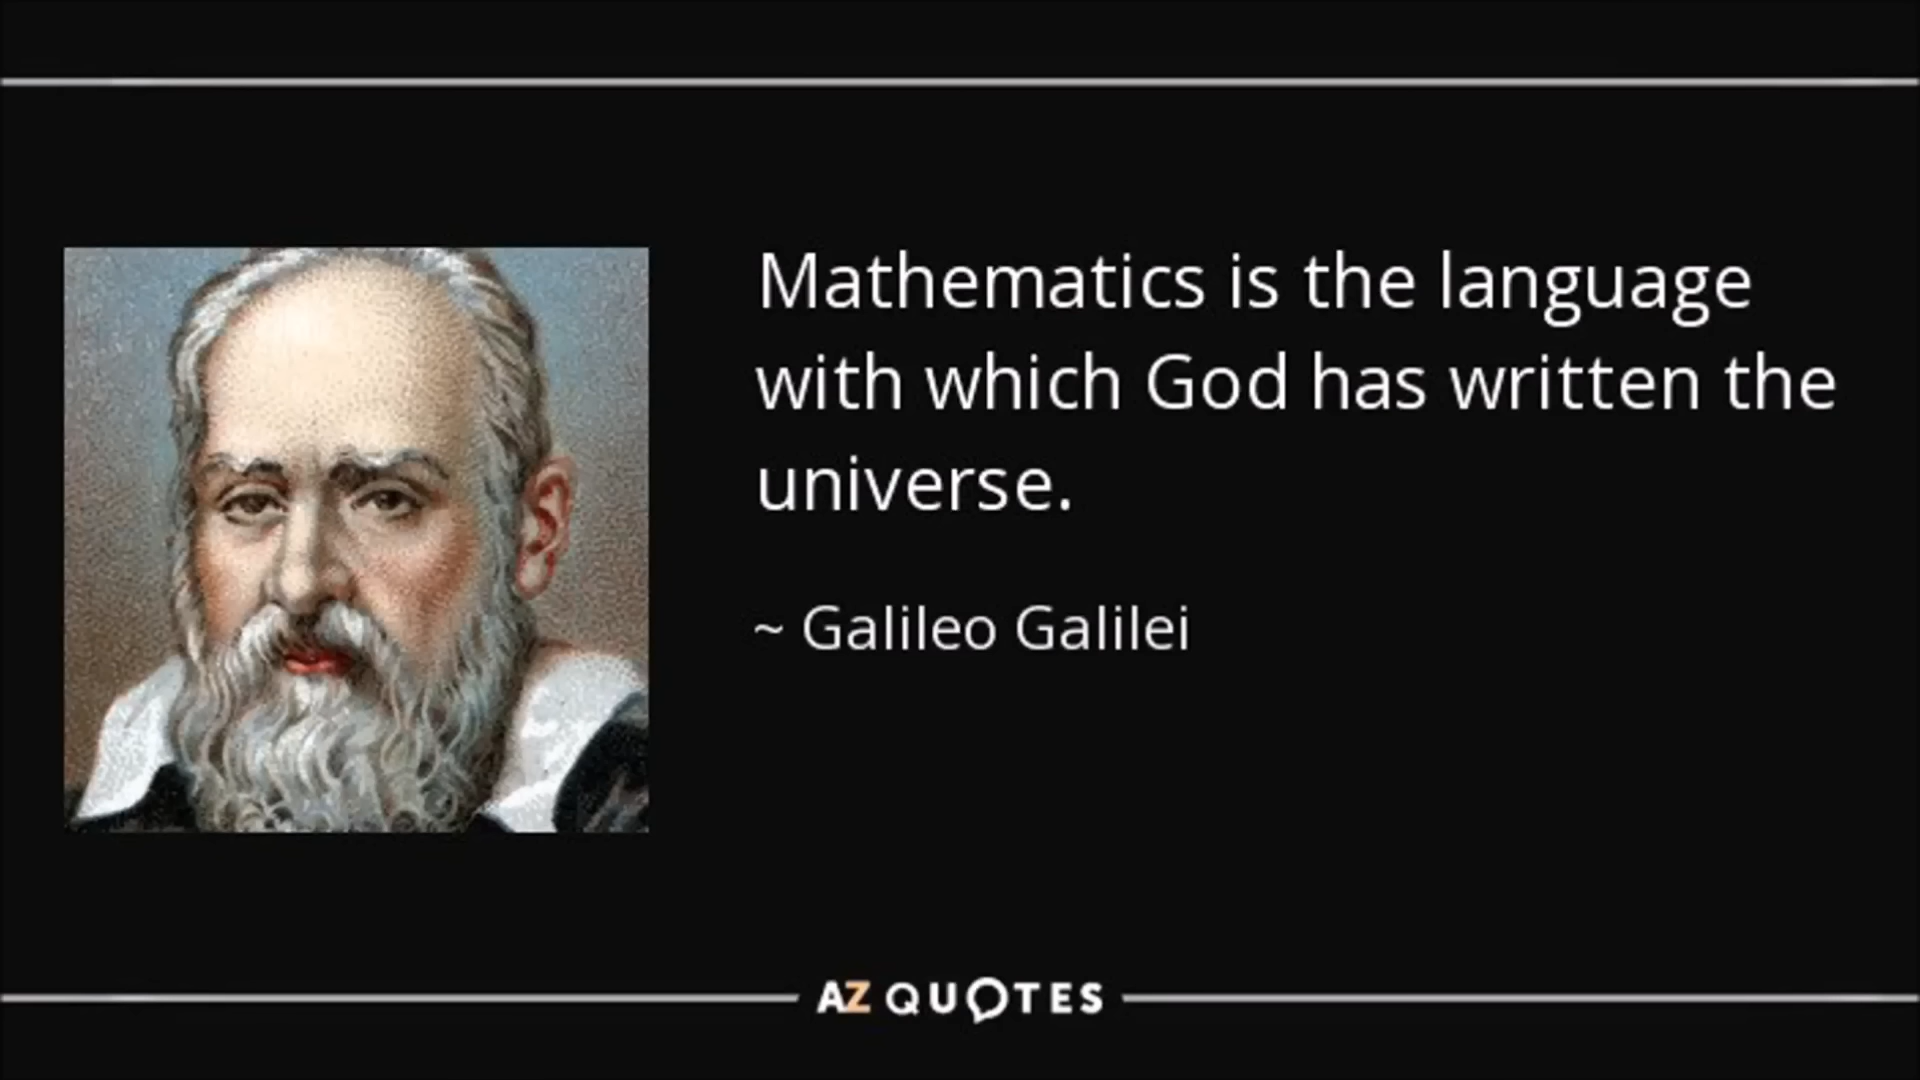 Mathematics is the language
with which God has written the
universe.
~ Galileo Galilei
AZ QUOTES